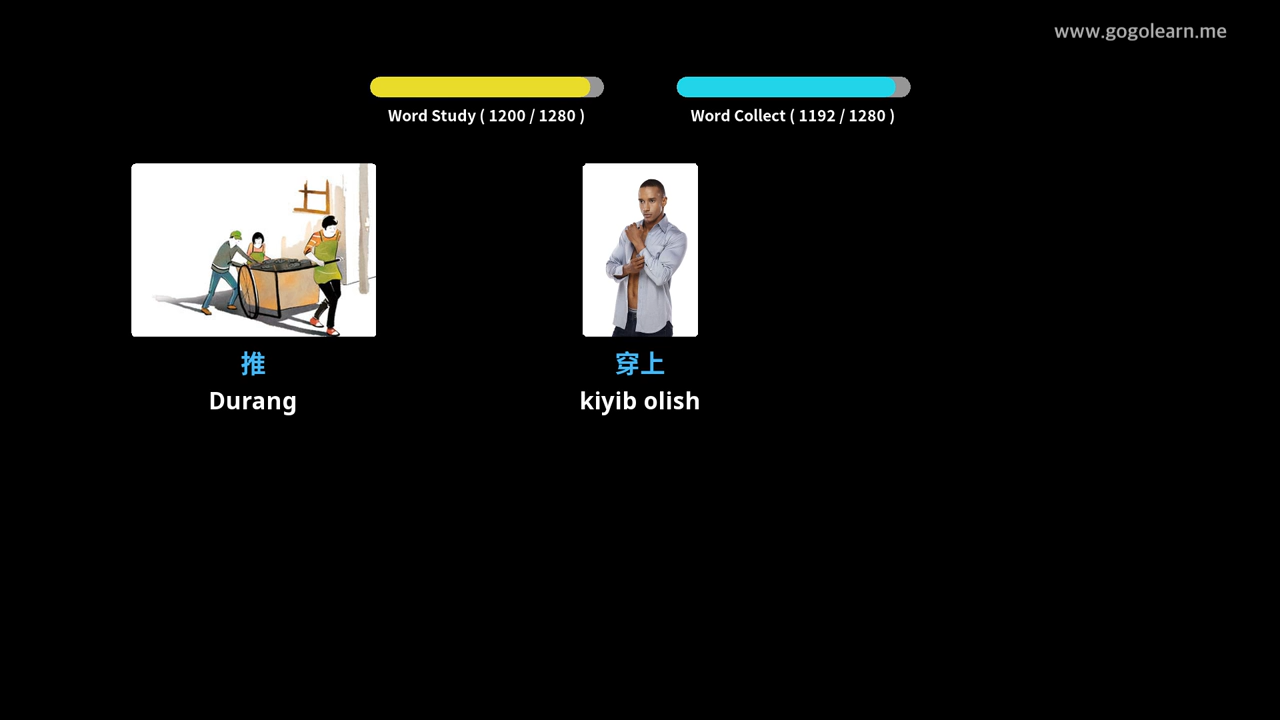 www.gogolearn.me
Word Study ( 1200 / 1280 )
Word Collect ( 1192 / 1280 )
推
Durang
穿上
kiyib olish